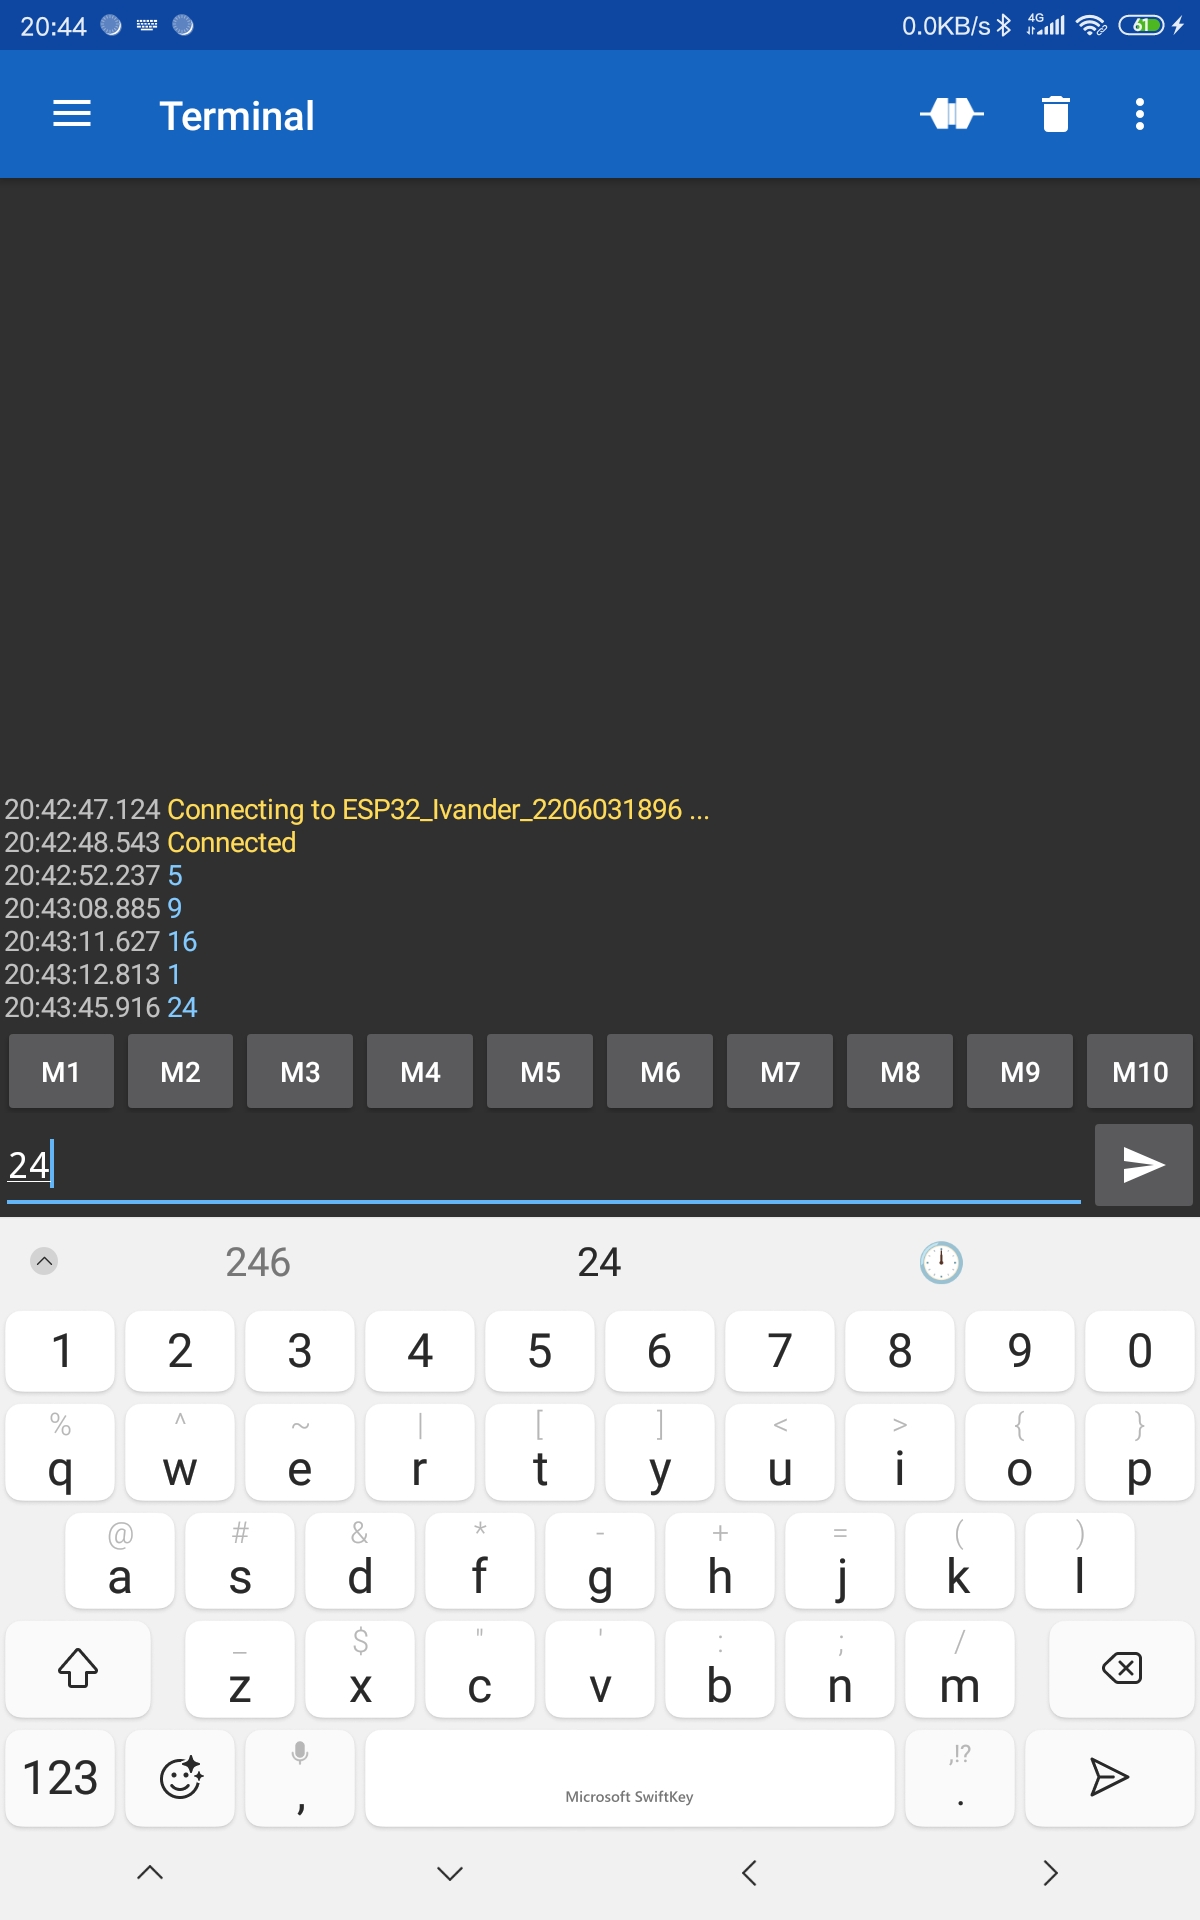 20:44 0.0KB/s 4G 61
Terminal
20:42:47.124 Connecting to ESP32_Ivander_2206031896 ...
20:42:48.543 Connected
20:42:52.237 5
20:43:08.885 9
20:43:11.627 16
20:43:12.813 1
20:43:45.916 24
M1 M2 M3 M4 M5 M6 M7 M8 M9 M10
24
246 24
1 2 3 4 5 6 7 8 9 0
% ^ ~ | [ ] < > { }
q w e r t y u i o p
@ # & * - + = ( )
a s d f g h j k l
_ $ " ' : ; /
z x c v b n m
,!?
123 , Microsoft SwiftKey .